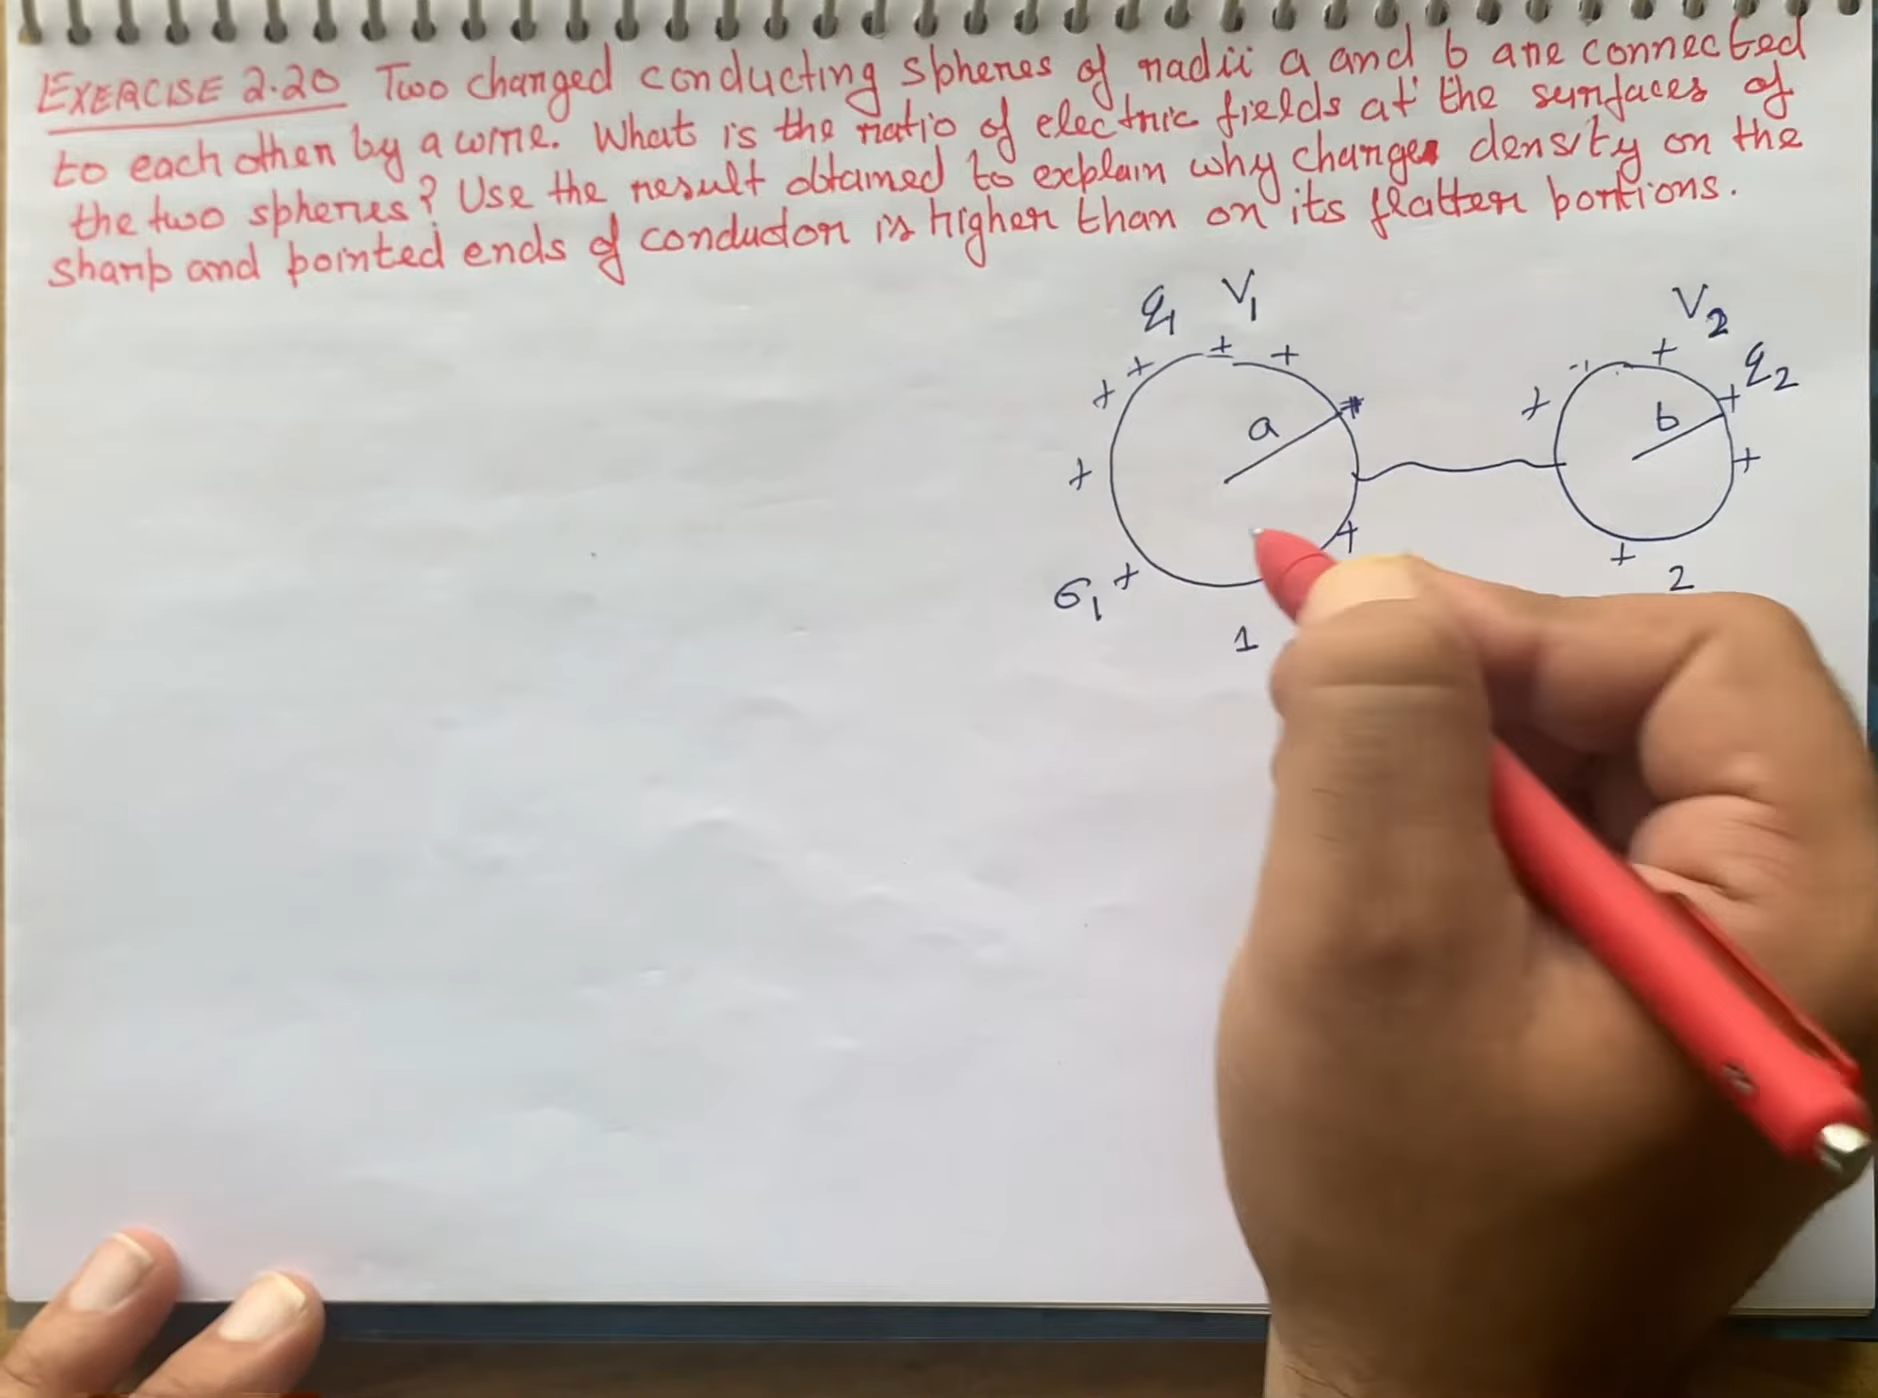 EXERCISE 2.20 Two charged conducting spheres of radii a and b are connected
to each other by a wire. What is the ratio of electric fields at the surfaces of
the two spheres? Use the result obtained to explain why charge density on the
sharp and pointed ends of conductor is higher than on its flatter portions.
q1 V1
V2
q2
a
b
σ1
1
2